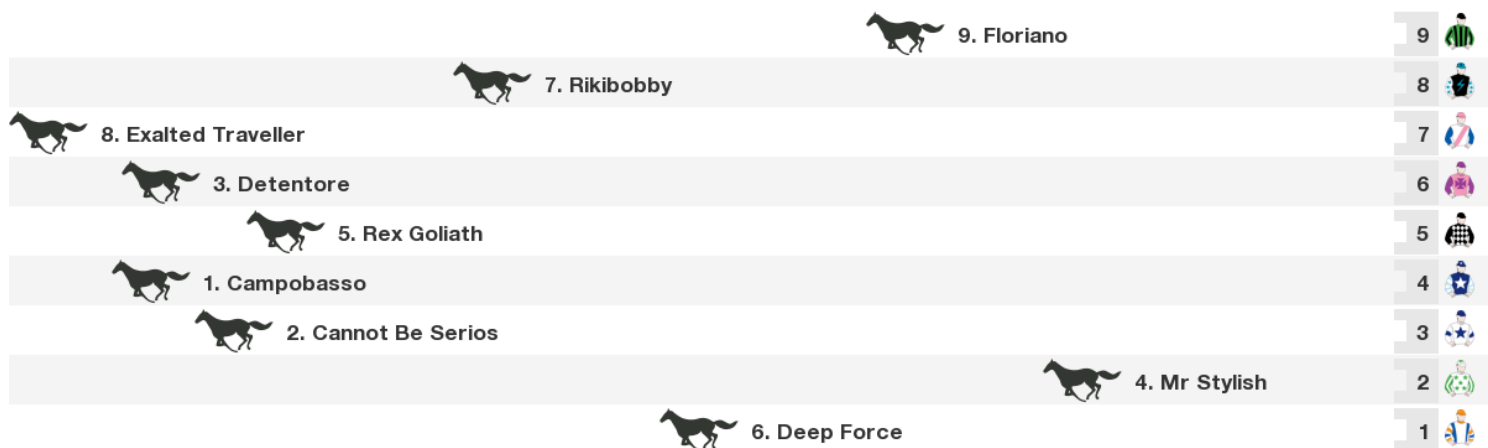 9. Floriano 9
7. Rikibobby 8
8. Exalted Traveller 7
3. Detentore 6
5. Rex Goliath 5
1. Campobasso 4
2. Cannot Be Serios 3
4. Mr Stylish 2
6. Deep Force 1